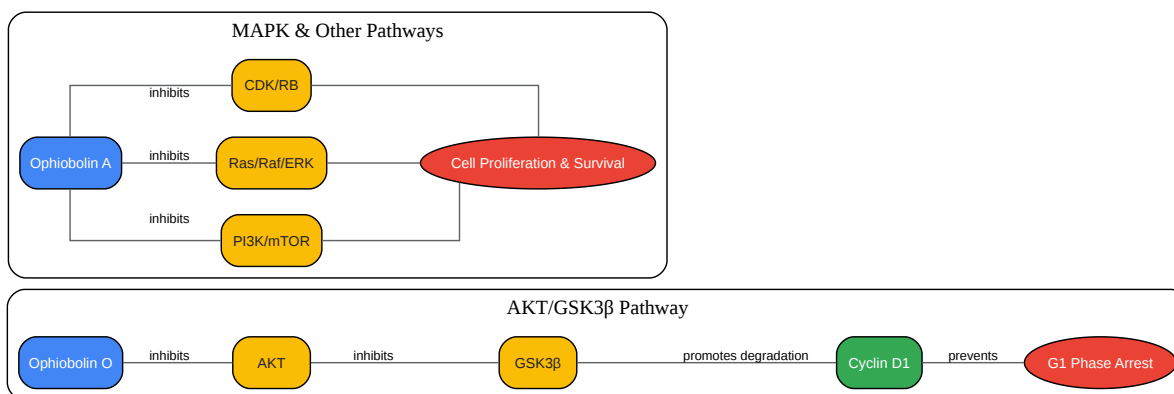 MAPK & Other Pathways
CDK/RB
inhibits
Ophiobolin A
inhibits
Ras/Raf/ERK
Cell Proliferation & Survival
inhibits
PI3K/mTOR
AKT/GSK3β Pathway
Ophiobolin O
inhibits
AKT
inhibits
GSK3β
promotes degradation
Cyclin D1
prevents
G1 Phase Arrest